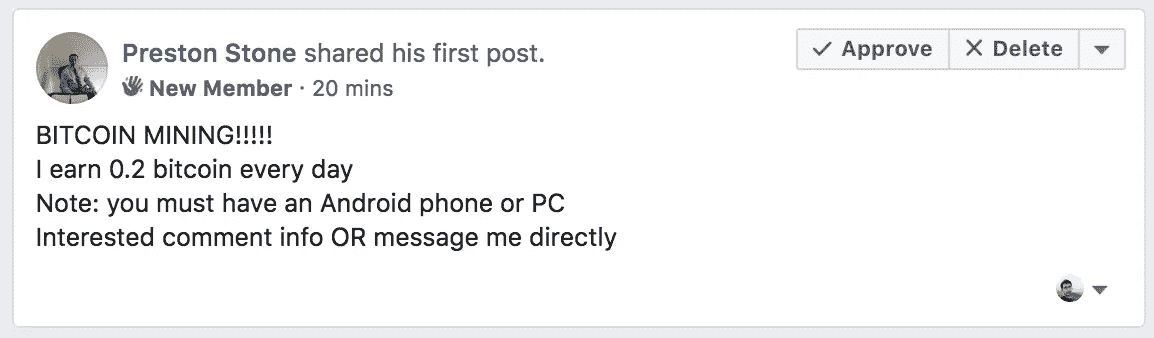 Preston Stone shared his first post.
✓ Approve
✕ Delete
New Member · 20 mins
BITCOIN MINING!!!!!
I earn 0.2 bitcoin every day
Note: you must have an Android phone or PC
Interested comment info OR message me directly